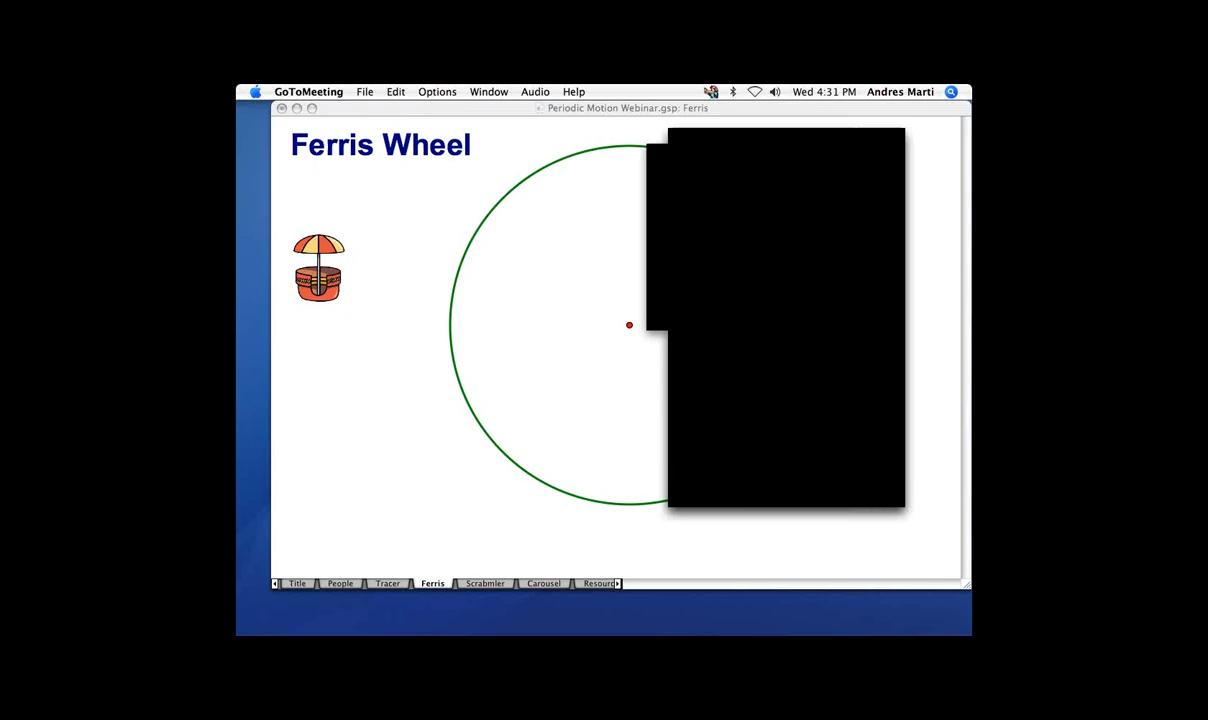 GoToMeeting File Edit Options Window Audio Help Wed 4:31 PM Andres Marti
Periodic Motion Webinar.gsp: Ferris
Ferris Wheel
Title People Tracer Ferris Scrabmler Carousel Resourc